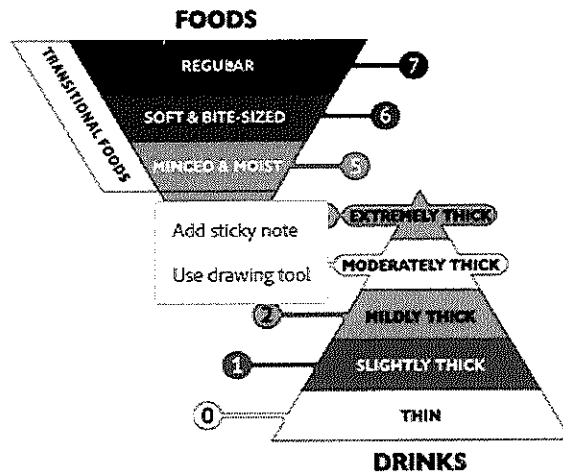 FOODS
TRANSITIONAL FOODS
REGULAR
7
SOFT & BITE-SIZED
6
MINCED & MOIST
5
Add sticky note
Use drawing tool
EXTREMELY THICK
MODERATELY THICK
2
MILDLY THICK
1
SLIGHTLY THICK
0
THIN
DRINKS